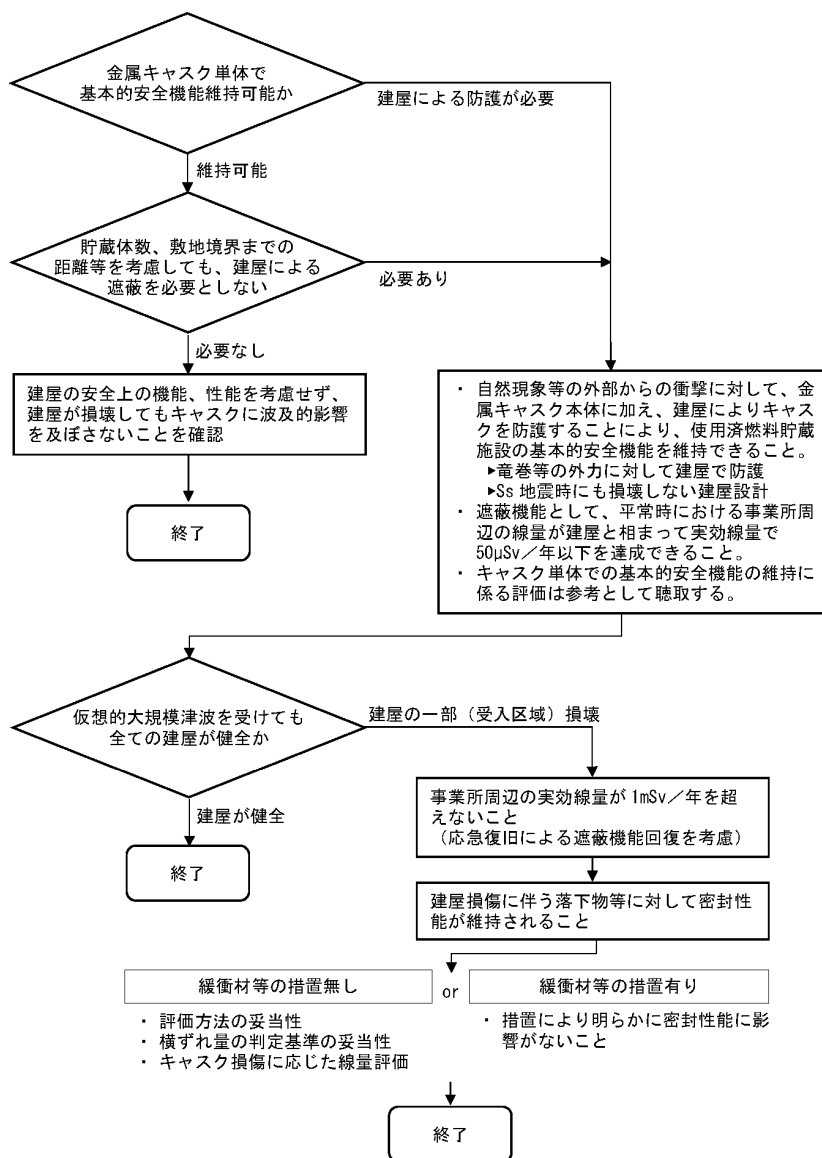 金属キャスク単体で
基本的安全機能維持可能か
建屋による防護が必要
維持可能
貯蔵体数、敷地境界までの
距離等を考慮しても、建屋による
遮蔽を必要としない
必要あり
必要なし
建屋の安全上の機能、性能を考慮せず、
建屋が損壊してもキャスクに波及的影響
を及ぼさないことを確認
終了
・ 自然現象等の外部からの衝撃に対して、金
属キャスク本体に加え、建屋によりキャス
クを防護することにより、使用済燃料貯蔵
施設の基本的安全機能を維持できること。
▶竜巻等の外力に対して建屋で防護
▶Ss 地震時にも損壊しない建屋設計
・ 遮蔽機能として、平常時における事業所周
辺の線量が建屋と相まって実効線量で
50μSv／年以下を達成できること。
・ キャスク単体での基本的安全機能の維持に
係る評価は参考として聴取する。
仮想的大規模津波を受けても
全ての建屋が健全か
建屋の一部（受入区域）損壊
建屋が健全
終了
事業所周辺の実効線量が 1mSv／年を超
えないこと
（応急復旧による遮蔽機能回復を考慮）
建屋損傷に伴う落下物等に対して密封性
能が維持されること
緩衝材等の措置無し
or
緩衝材等の措置有り
・ 評価方法の妥当性
・ 横ずれ量の判定基準の妥当性
・ キャスク損傷に応じた線量評価
・ 措置により明らかに密封性能に影
響がないこと
終了